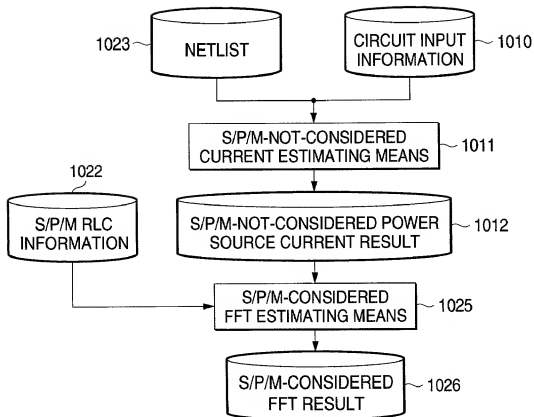 1023
NETLIST
CIRCUIT INPUT
INFORMATION
1010
S/P/M-NOT-CONSIDERED
CURRENT ESTIMATING MEANS
1011
1022
S/P/M RLC
INFORMATION
S/P/M-NOT-CONSIDERED POWER
SOURCE CURRENT RESULT
1012
S/P/M-CONSIDERED
FFT ESTIMATING MEANS
1025
S/P/M-CONSIDERED
FFT RESULT
1026